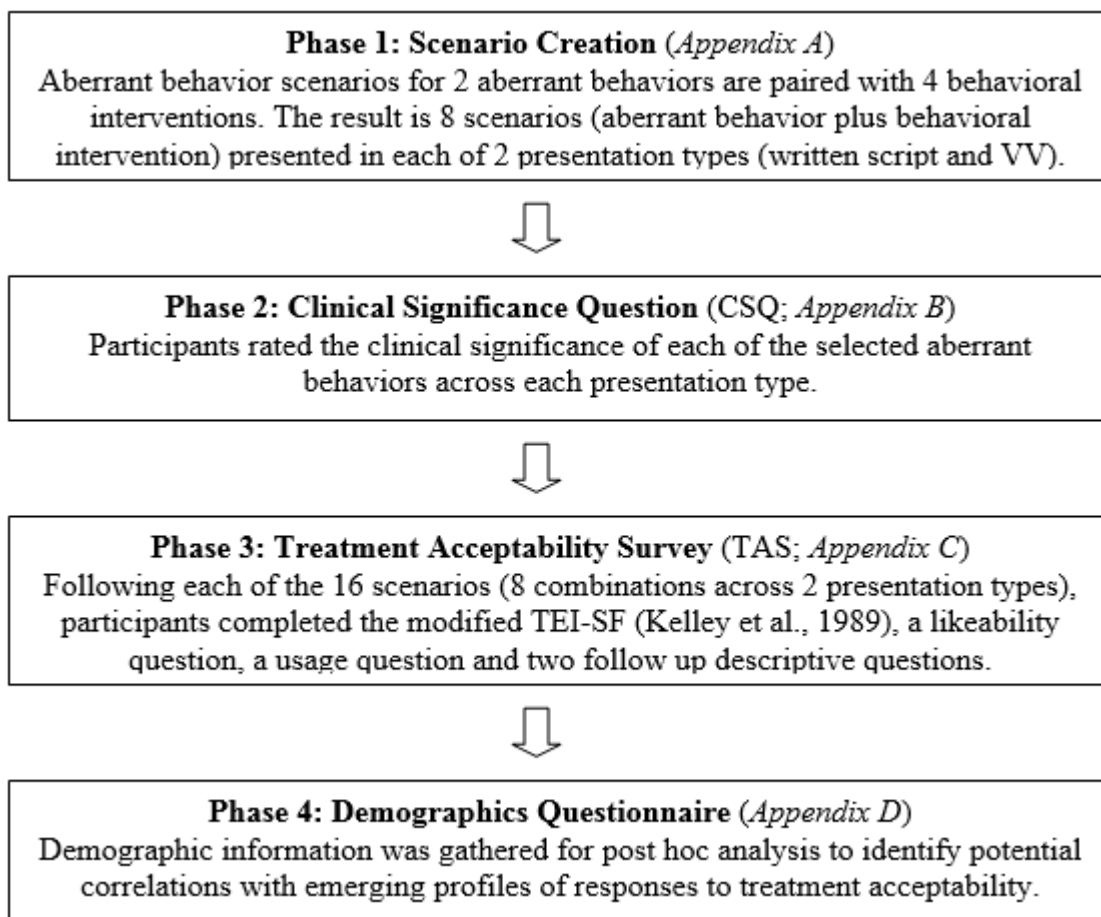 Phase 1: Scenario Creation (Appendix A)
Aberrant behavior scenarios for 2 aberrant behaviors are paired with 4 behavioral
interventions. The result is 8 scenarios (aberrant behavior plus behavioral
intervention) presented in each of 2 presentation types (written script and VV).
Phase 2: Clinical Significance Question (CSQ; Appendix B)
Participants rated the clinical significance of each of the selected aberrant
behaviors across each presentation type.
Phase 3: Treatment Acceptability Survey (TAS; Appendix C)
Following each of the 16 scenarios (8 combinations across 2 presentation types),
participants completed the modified TEI-SF (Kelley et al., 1989), a likeability
question, a usage question and two follow up descriptive questions.
Phase 4: Demographics Questionnaire (Appendix D)
Demographic information was gathered for post hoc analysis to identify potential
correlations with emerging profiles of responses to treatment acceptability.